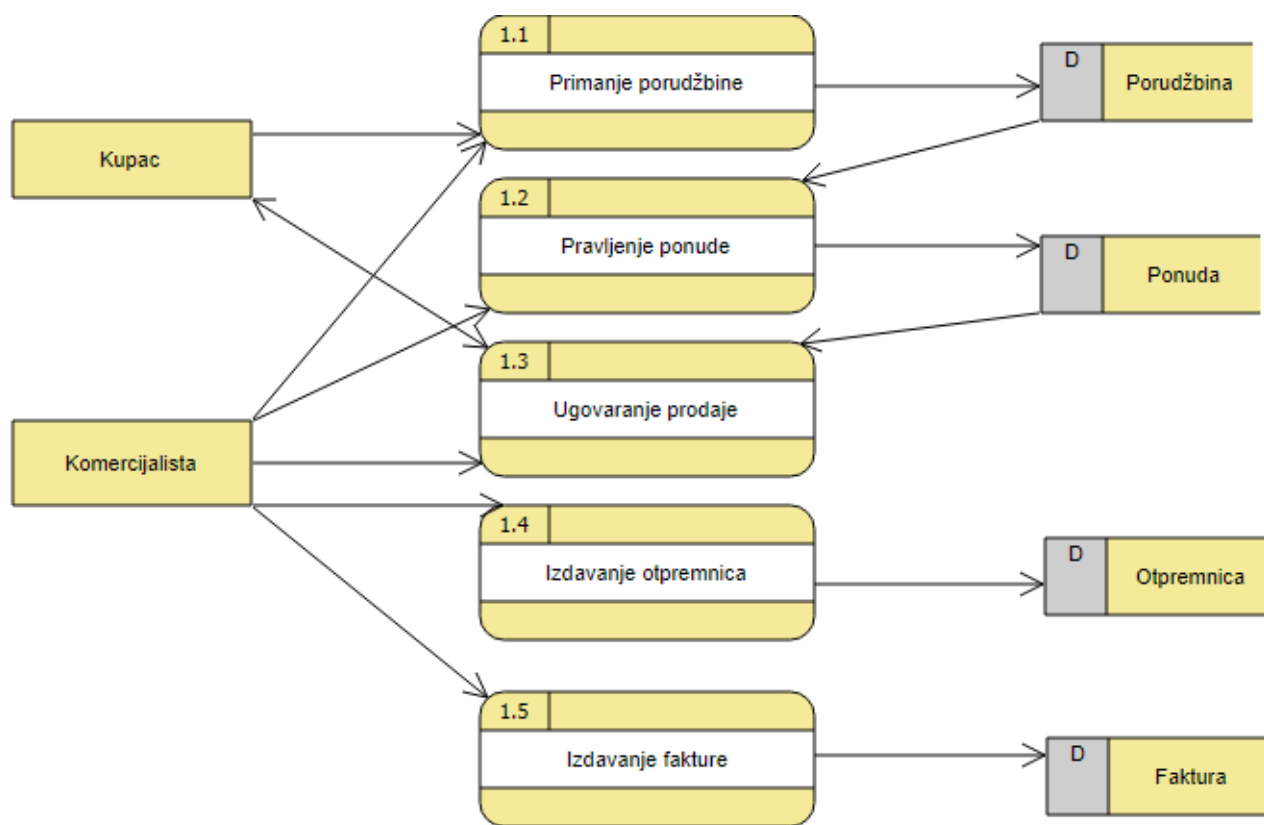 1.1
Primanje porudžbine
D
Porudžbina
Kupac
1.2
Pravljenje ponude
D
Ponuda
1.3
Ugovaranje prodaje
Komercijalista
1.4
Izdavanje otpremnica
D
Otpremnica
1.5
Izdavanje fakture
D
Faktura